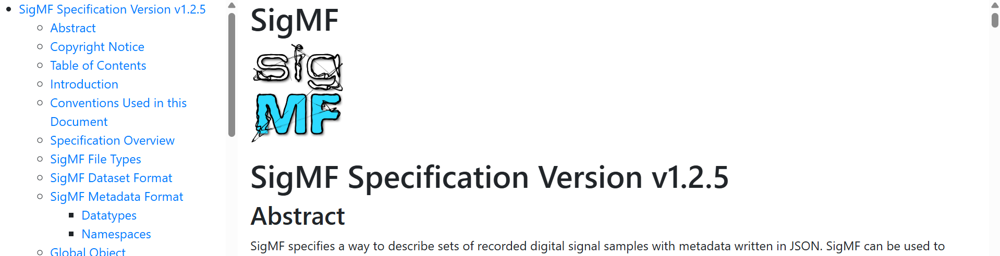 SigMF Specification Version v1.2.5
Abstract
Copyright Notice
Table of Contents
Introduction
Conventions Used in this
Document
Specification Overview
SigMF File Types
SigMF Dataset Format
SigMF Metadata Format
Datatypes
Namespaces
Global Object
SigMF
sig
MF
SigMF Specification Version v1.2.5
Abstract
SigMF specifies a way to describe sets of recorded digital signal samples with metadata written in JSON. SigMF can be used to